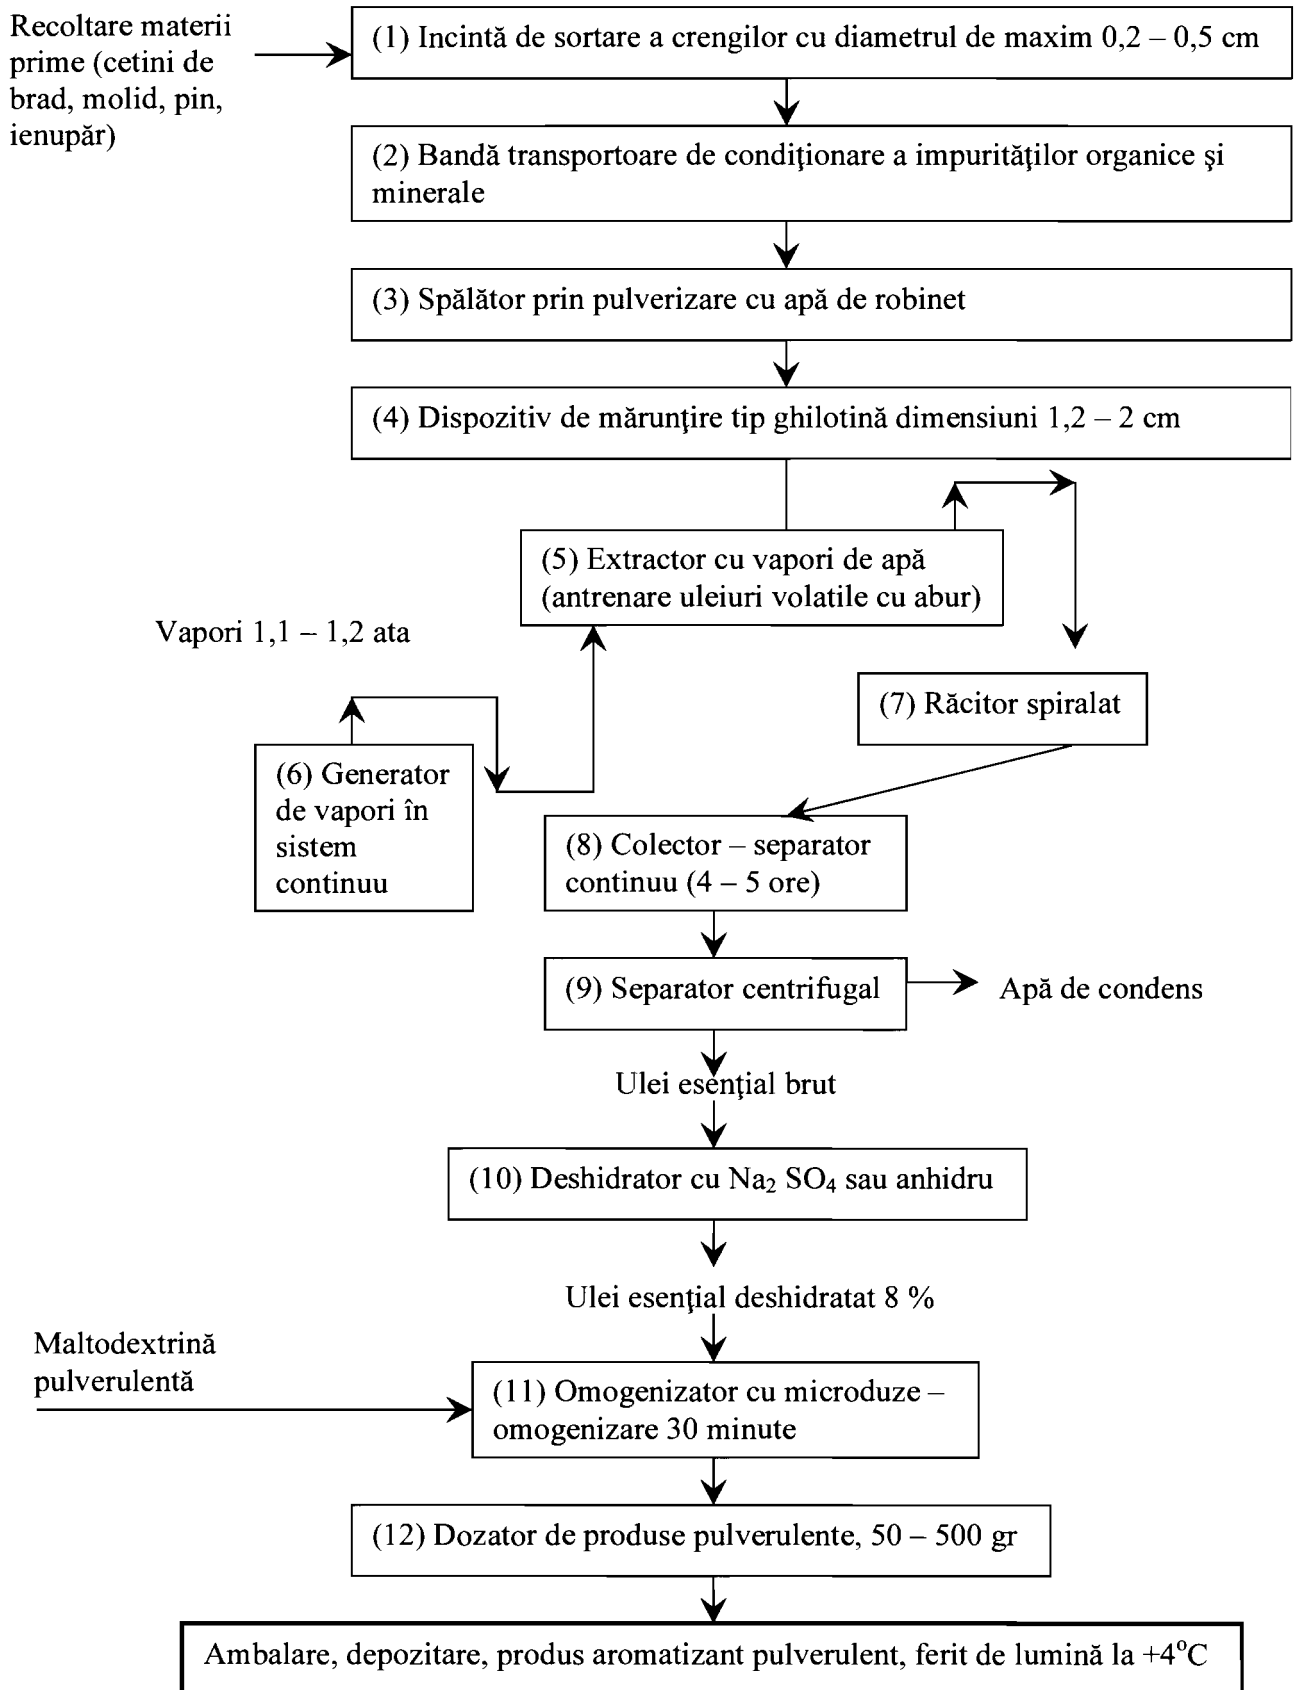 Recoltare materii
prime (cetini de
brad, molid, pin,
ienupăr)
(1) Incintă de sortare a crengilor cu diametrul de maxim 0,2 – 0,5 cm
(2) Bandă transportoare de condiţionare a impurităţilor organice şi
minerale
(3) Spălător prin pulverizare cu apă de robinet
(4) Dispozitiv de mărunţire tip ghilotină dimensiuni 1,2 – 2 cm
(5) Extractor cu vapori de apă
(antrenare uleiuri volatile cu abur)
Vapori 1,1 – 1,2 ata
(6) Generator
de vapori în
sistem
continuu
(7) Răcitor spiralat
(8) Colector – separator
continuu (4 – 5 ore)
(9) Separator centrifugal
Apă de condens
Ulei esenţial brut
(10) Deshidrator cu Na₂ SO₄ sau anhidru
Ulei esenţial deshidratat 8 %
Maltodextrină
pulverulentă
(11) Omogenizator cu microduze –
omogenizare 30 minute
(12) Dozator de produse pulverulente, 50 – 500 gr
Ambalare, depozitare, produs aromatizant pulverulent, ferit de lumină la +4°C